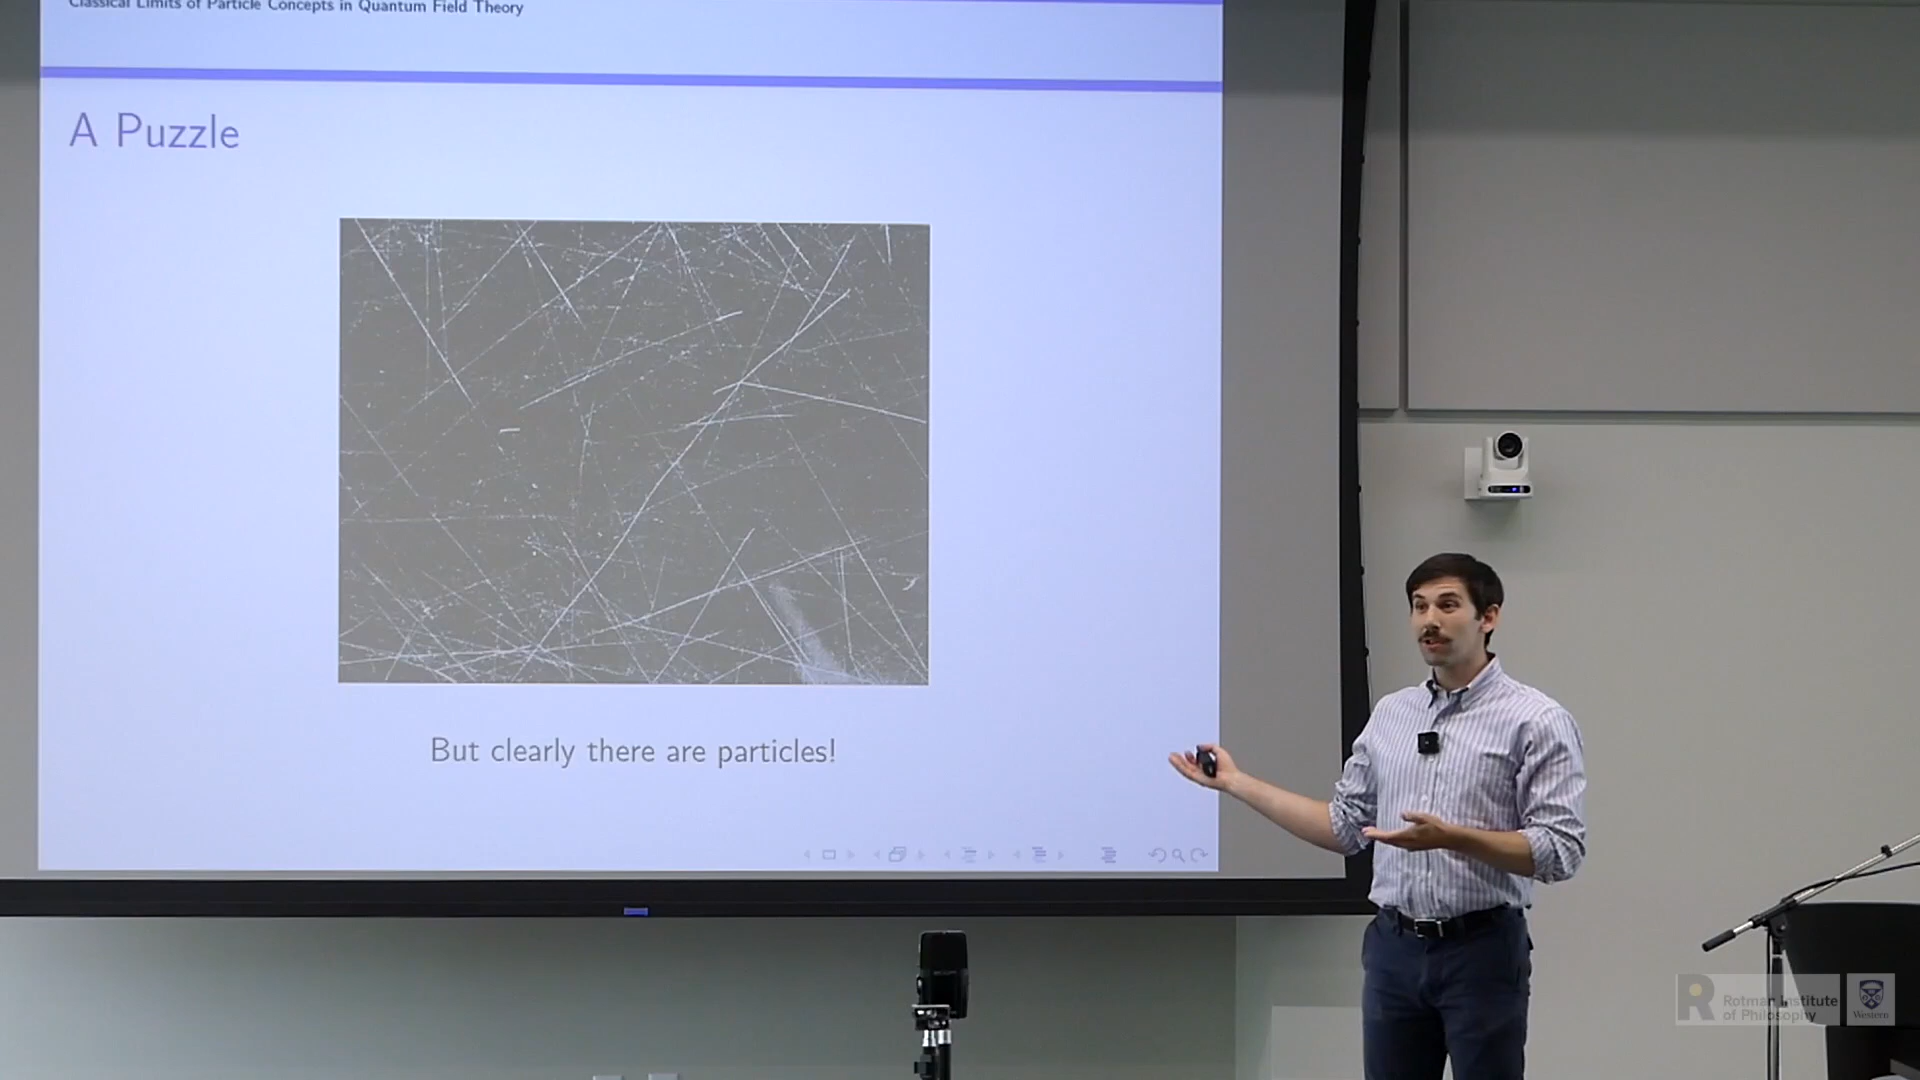 Classical Limits of Particle Concepts in Quantum Field Theory
A Puzzle
But clearly there are particles!
R Rotman Institute
of Philosophy
Western